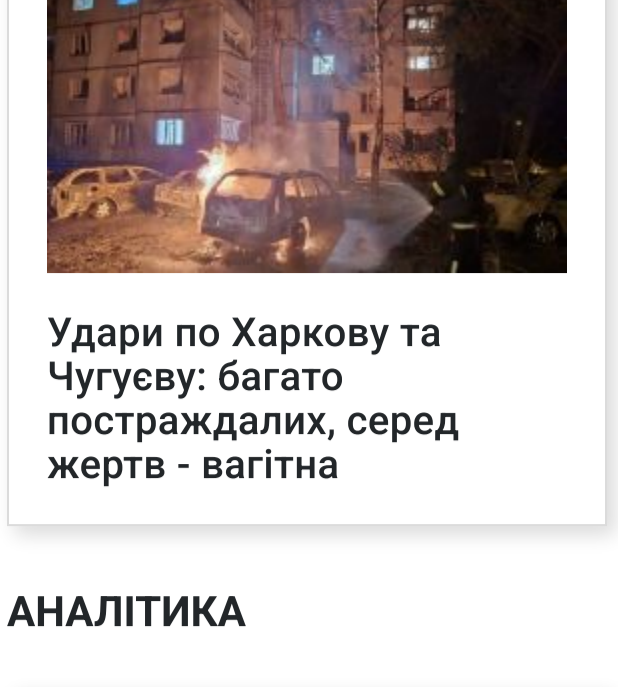 Удари по Харкову та
Чугуєву: багато
постраждалих, серед
жертв - вагітна
АНАЛІТИКА